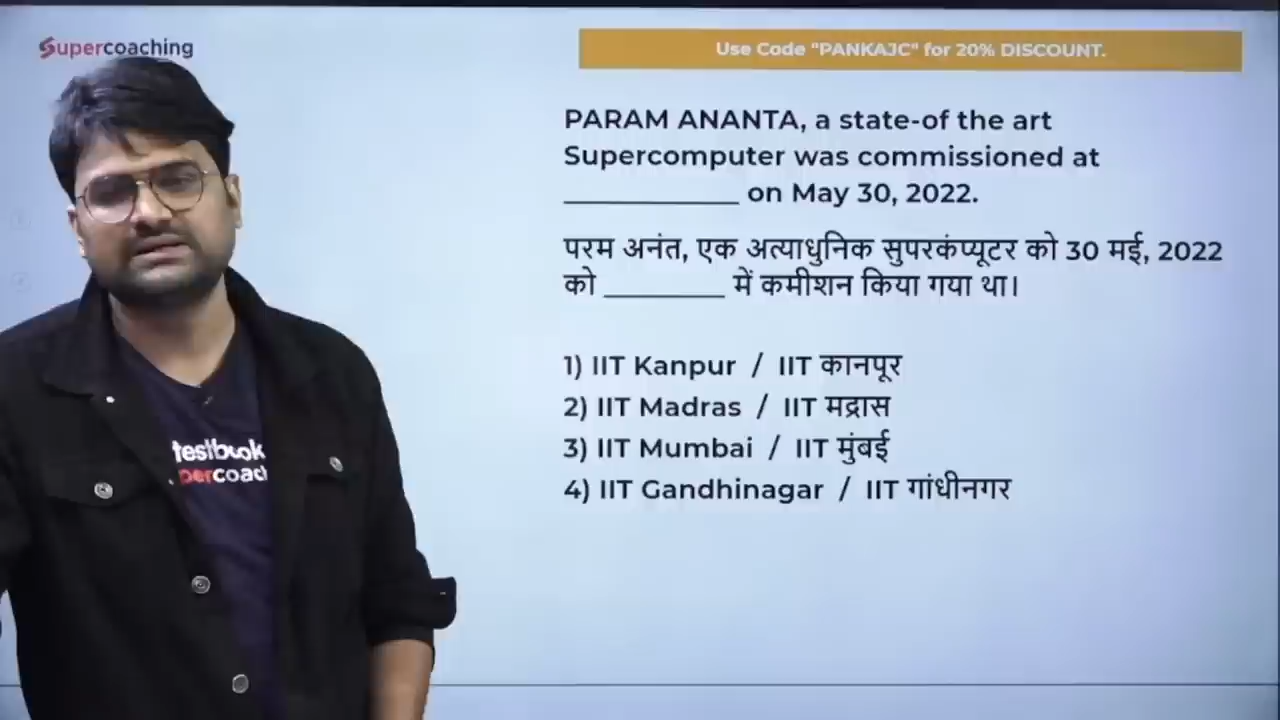 Supercoaching
Use Code "PANKAJC" for 20% DISCOUNT.
PARAM ANANTA, a state-of the art
Supercomputer was commissioned at
____________ on May 30, 2022.
परम अनंत, एक अत्याधुनिक सुपरकंप्यूटर को 30 मई, 2022
को ________ में कमीशन किया गया था।
1) IIT Kanpur / IIT कानपूर
2) IIT Madras / IIT मद्रास
3) IIT Mumbai / IIT मुंबई
4) IIT Gandhinagar / IIT गांधीनगर
testbook
percoach